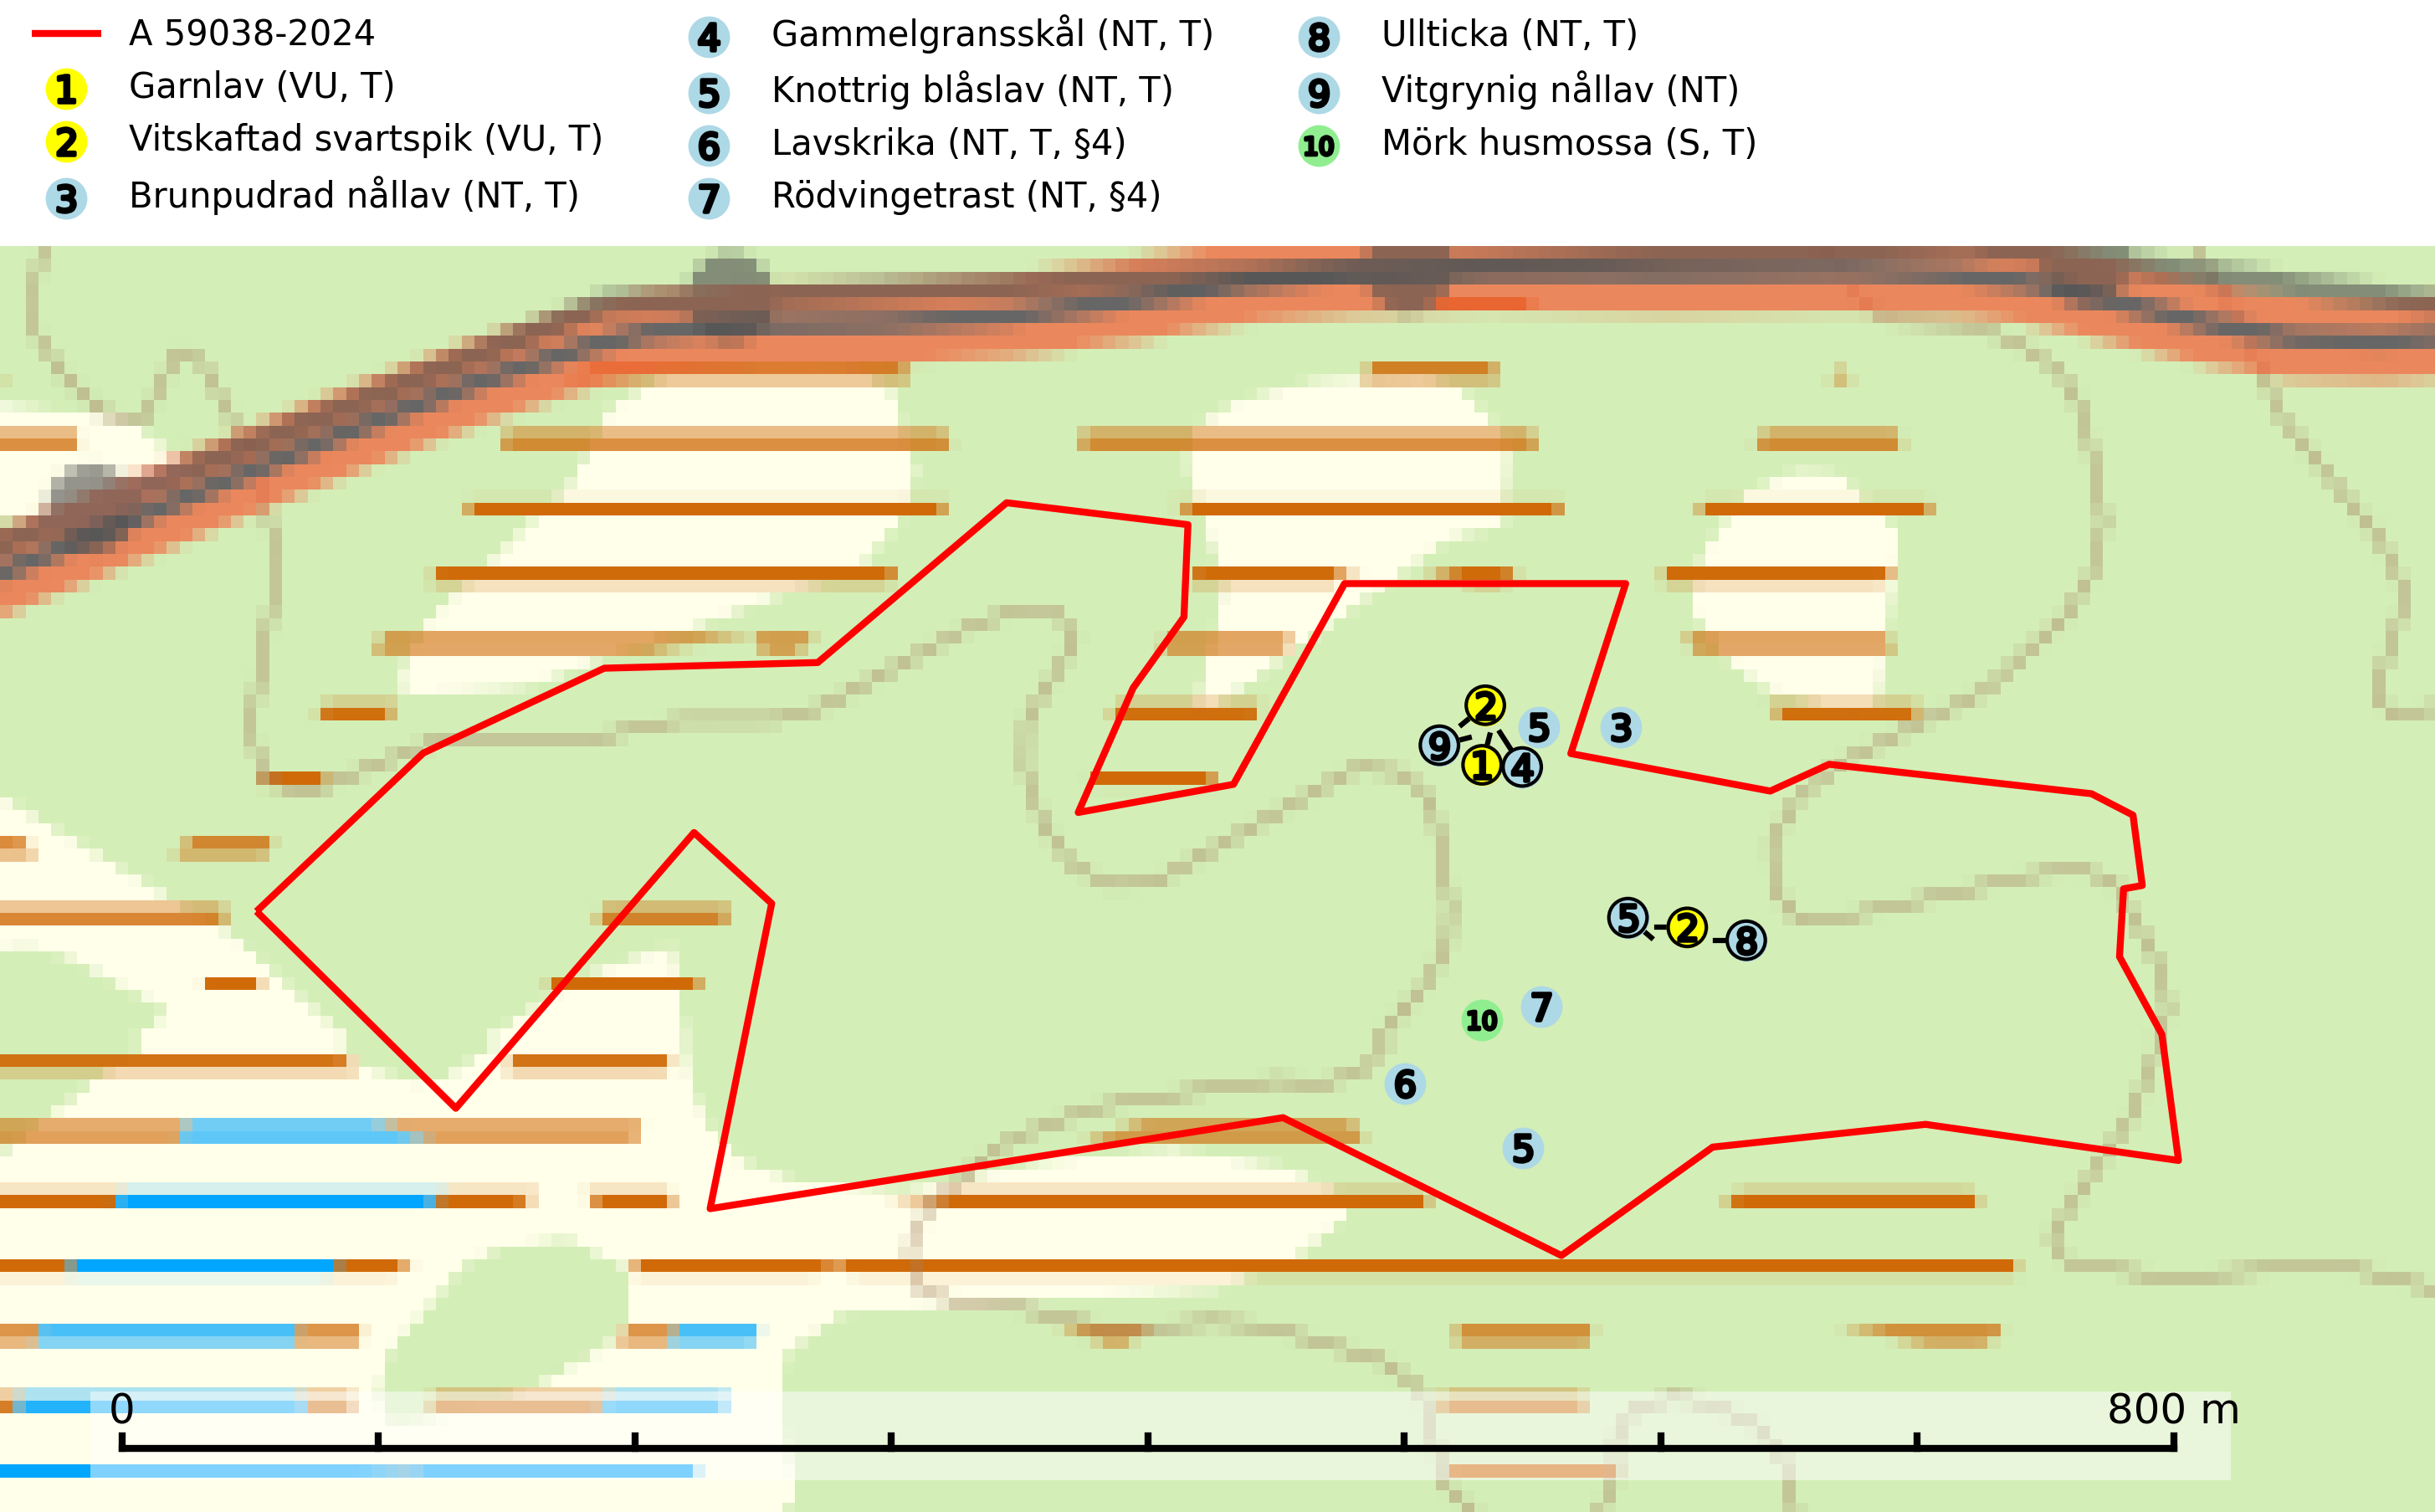 A 59038-2024
1 Garnlav (VU, T)
2 Vitskaftad svartspik (VU, T)
3 Brunpudrad nållav (NT, T)
4 Gammelgransskål (NT, T)
5 Knottrig blåslav (NT, T)
6 Lavskrika (NT, T, §4)
7 Rödvingetrast (NT, §4)
8 Ullticka (NT, T)
9 Vitgrynig nållav (NT)
10 Mörk husmossa (S, T)
2
5
3
9
1
4
5
2
8
7
10
6
5
0
800 m